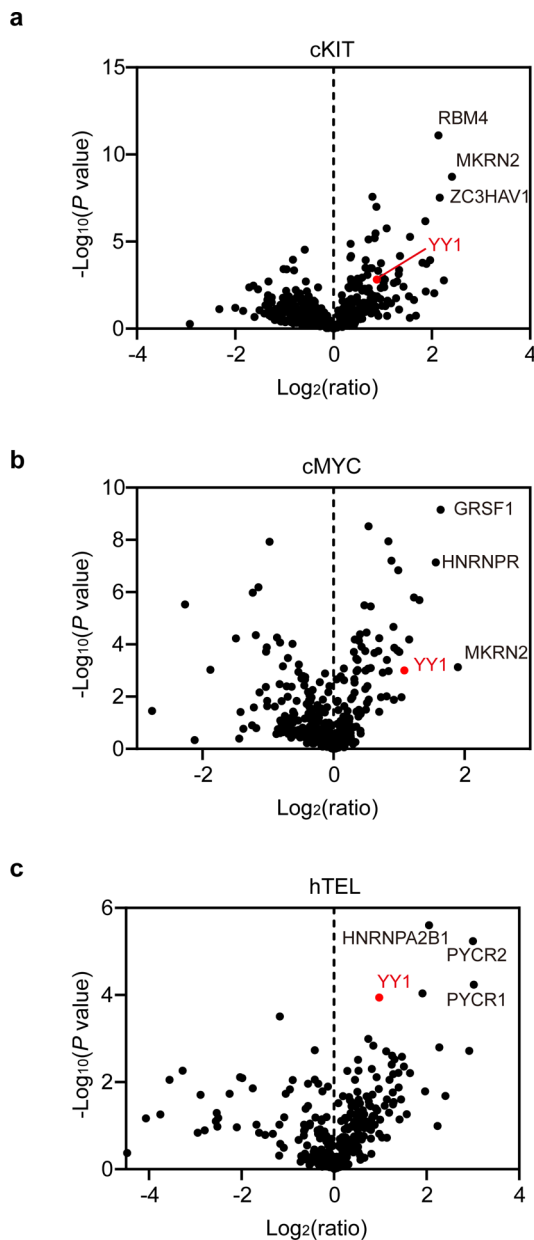 a
cKIT
15
10
5
0
-Log10(P value)
RBM4
MKRN2
ZC3HAV1
YY1
-4
-2
0
2
4
Log2(ratio)
b
cMYC
10
8
6
4
2
0
-Log10(P value)
GRSF1
HNRNPR
YY1
MKRN2
-2
0
2
Log2(ratio)
c
hTEL
6
4
2
0
-Log10(P value)
HNRNPA2B1
PYCR2
YY1
PYCR1
-4
-2
0
2
4
Log2(ratio)